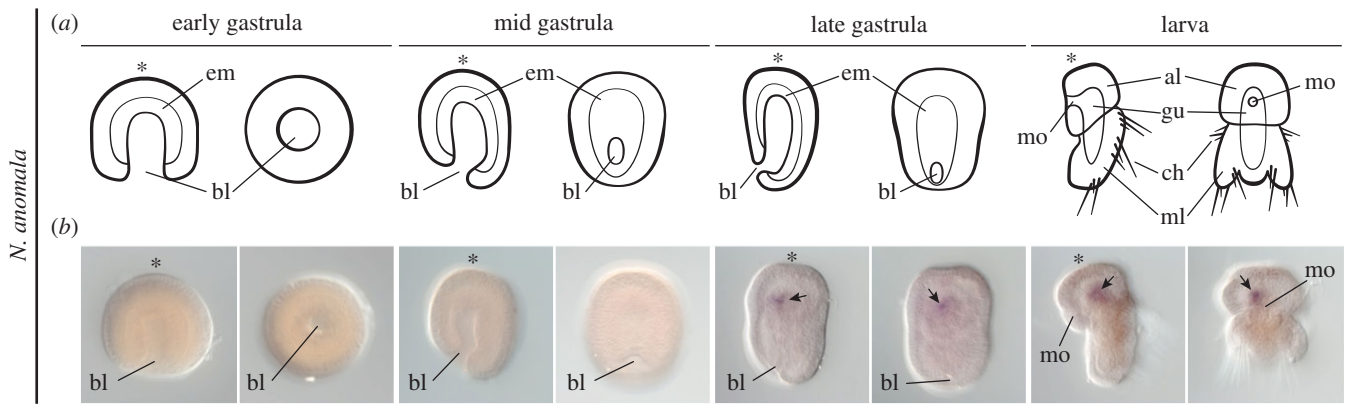 (a) early gastrula mid gastrula late gastrula larva
* * * *
em em em al mo
gu
mo
bl bl bl bl bl ch
ml
N. anomala
(b)
* * * *
mo
mo
bl bl bl bl bl bl